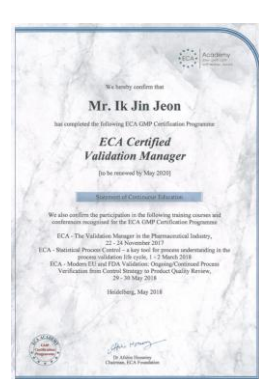 ECA Academy
We hereby confirm that
Mr. Ik Jin Jeon
has completed the following ECA GMP Certification Programme
ECA Certified
Validation Manager
[to be renewed by May 2020]
Statement of Continuous Education
We also confirm the participation in the following training courses and
conferences recognised for the ECA GMP Certification Programme:
ECA - The Validation Manager in the Pharmaceutical Industry,
22 - 24 November 2017
ECA - Statistical Process Control – a key tool for process understanding in the
process validation life cycle, 1 - 2 March 2018
ECA - Modern EU and FDA Validation: Ongoing/Continued Process
Verification from Control Strategy to Product Quality Review,
29 - 30 May 2018
Heidelberg, May 2018
Chairman, ECA Foundation
GMP
Certification
Programme